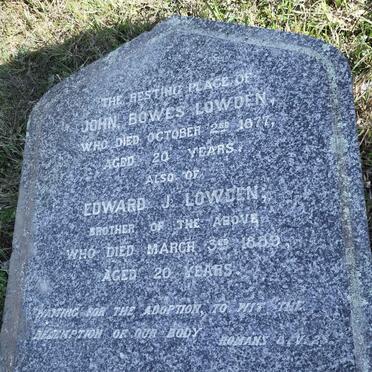 THE RESTING PLACE OF
JOHN BOWES LOWDEN,
WHO DIED OCTOBER 2ND 1877,
AGED 20 YEARS,
ALSO OF
EDWARD J. LOWDEN,
BROTHER OF THE ABOVE,
WHO DIED MARCH 3RD 1889,
AGED 20 YEARS.
WAITING FOR THE ADOPTION, TO WIT THE
REDEMPTION OF OUR BODY ROMANS